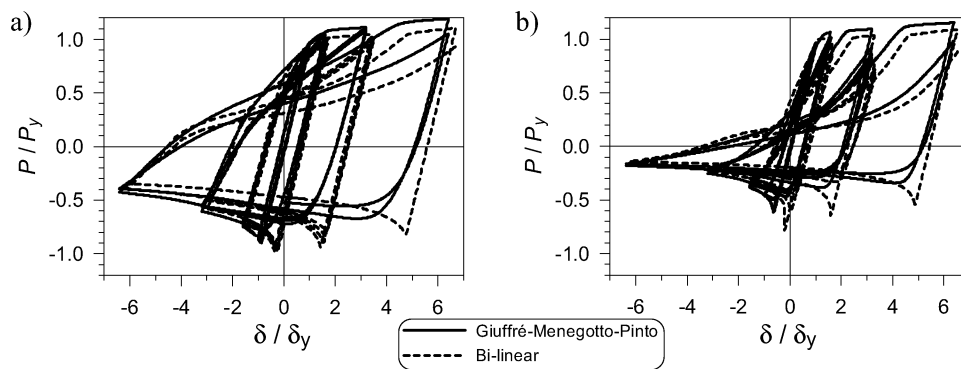 a)
b)
1.0
0.5
0.0
-0.5
-1.0
P / Py
-6 -4 -2 0 2 4 6
δ / δy
1.0
0.5
0.0
-0.5
-1.0
P / Py
-6 -4 -2 0 2 4 6
δ / δy
Giuffré-Menegotto-Pinto
Bi-linear